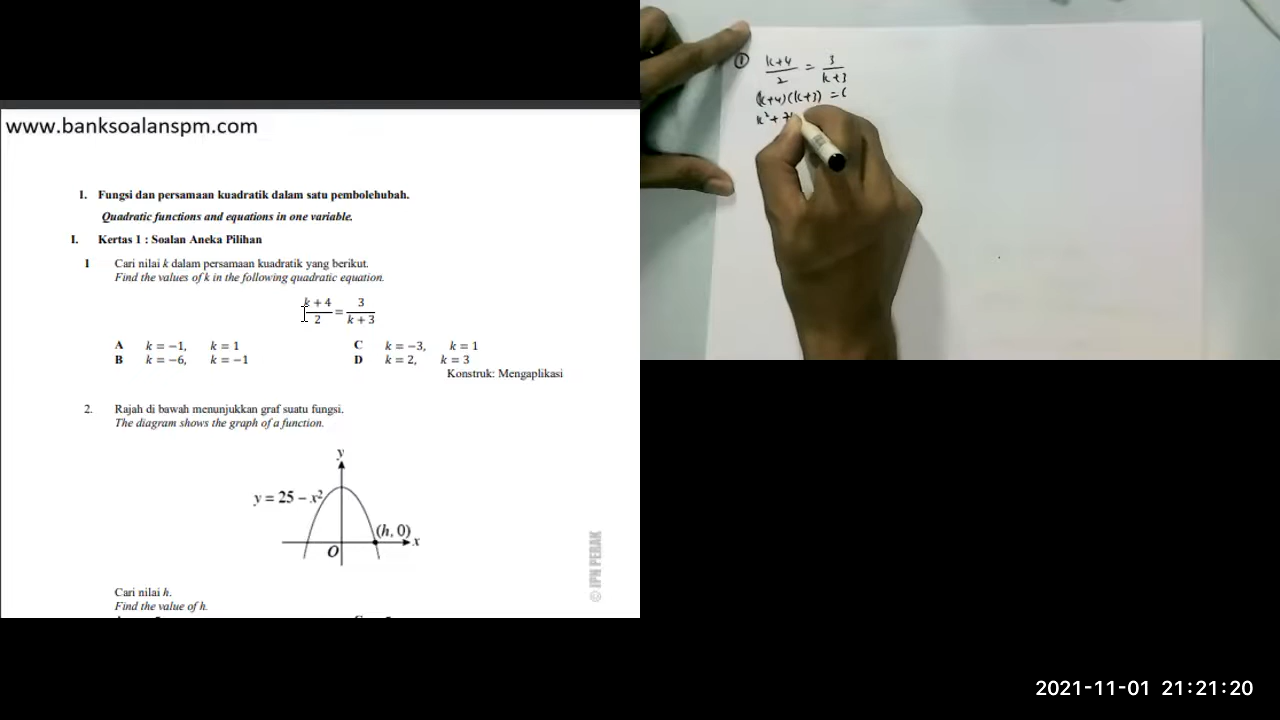 www.banksoalanspm.com
1. Fungsi dan persamaan kuadratik dalam satu pembolehubah.
Quadratic functions and equations in one variable.
I. Kertas 1 : Soalan Aneka Pilihan
1 Cari nilai k dalam persamaan kuadratik yang berikut.
Find the values of k in the following quadratic equation.
k + 4 3
— = —
2 k + 3
A k = −1, k = 1 C k = −3, k = 1
B k = −6, k = −1 D k = 2, k = 3
Konstruk: Mengaplikasi
2. Rajah di bawah menunjukkan graf suatu fungsi.
The diagram shows the graph of a function.
y
y = 25 − x²
(h, 0)
x
O
© JPN PERAK
Cari nilai h.
Find the value of h.
① k+4 3
— = —
2 k+3
(k+4)(k+3) = 6
k² + 7
2021-11-01 21:21:20